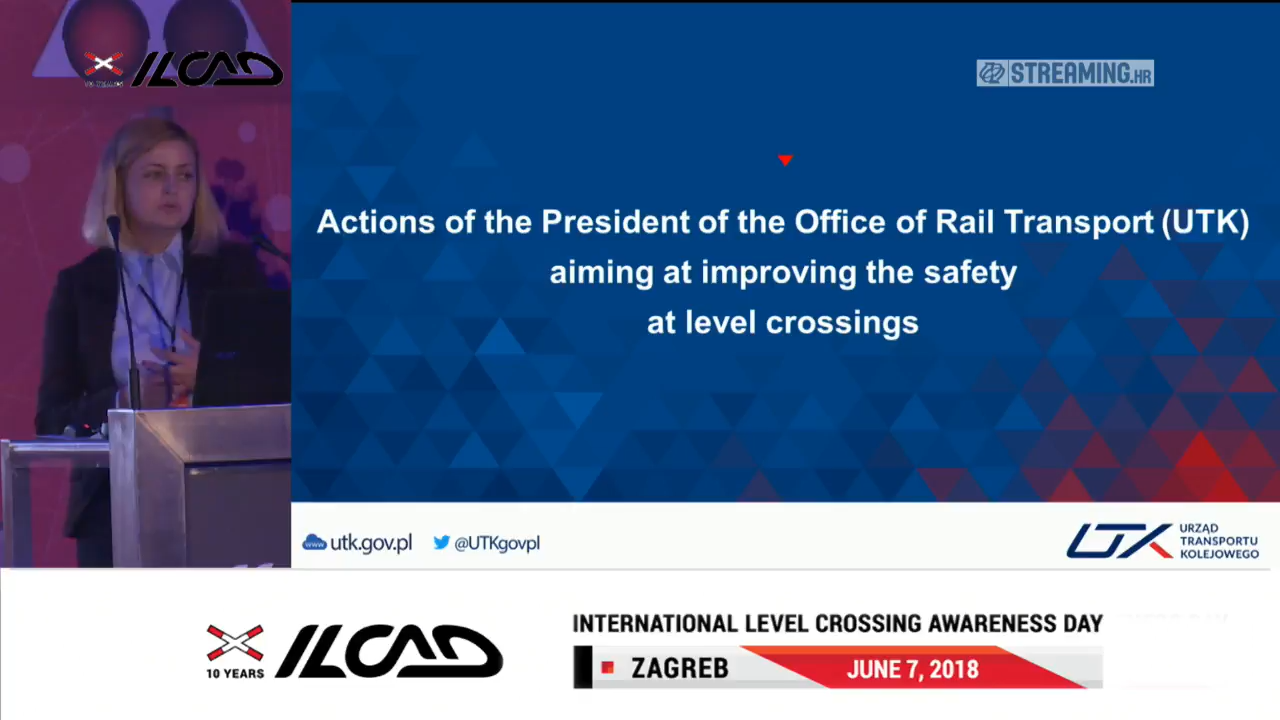 ILCAD
STREAMING.HR
Actions of the President of the Office of Rail Transport (UTK)
aiming at improving the safety
at level crossings
www utk.gov.pl
@UTKgovpl
UTK
URZĄD
TRANSPORTU
KOLEJOWEGO
10 YEARS
ILCAD
INTERNATIONAL LEVEL CROSSING AWARENESS DAY
ZAGREB
JUNE 7, 2018